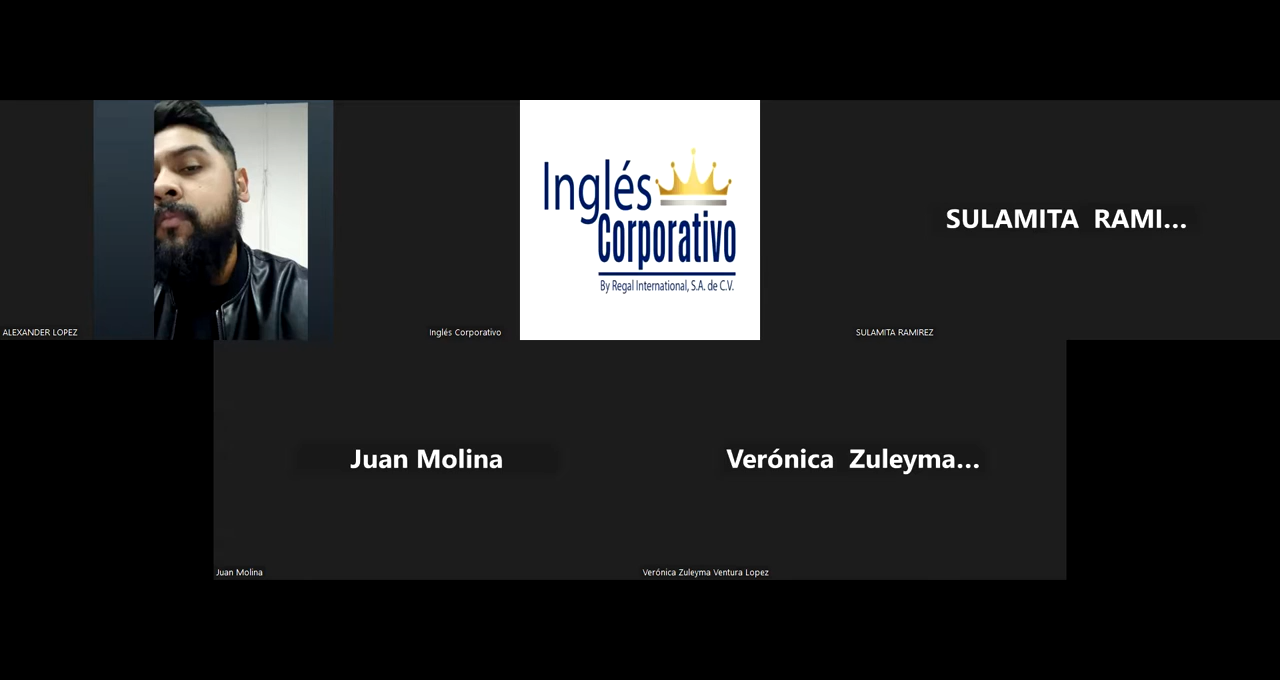 Inglés
Corporativo
By Regal International, S.A. de C.V.
SULAMITA RAMI...
ALEXANDER LOPEZ
Inglés Corporativo
SULAMITA RAMIREZ
Juan Molina
Verónica Zuleyma...
Juan Molina
Verónica Zuleyma Ventura Lopez